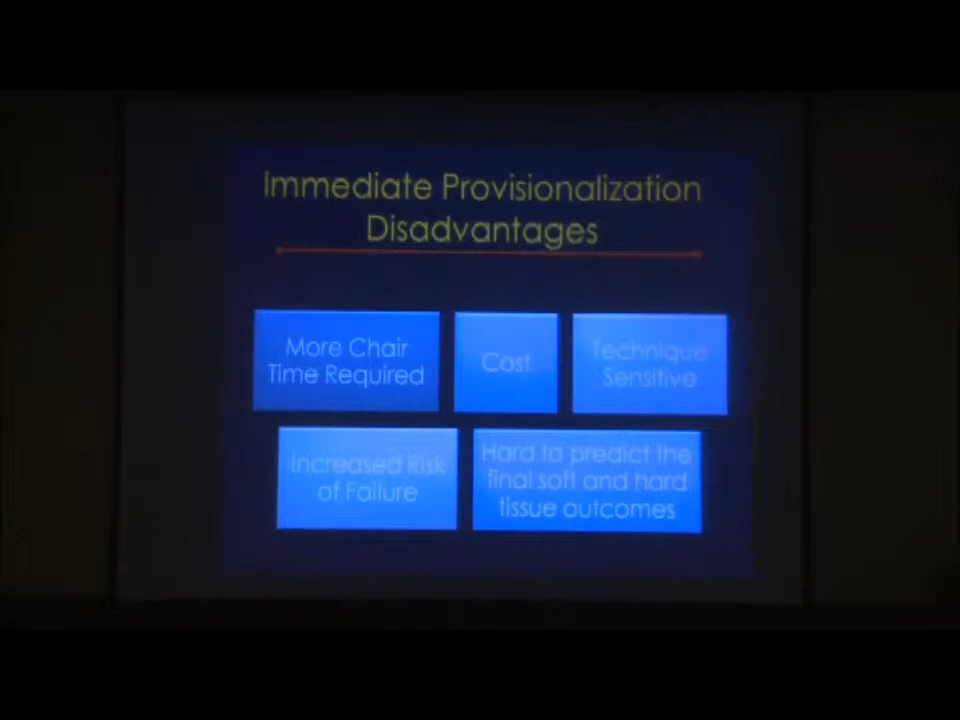 Immediate Provisionalization
Disadvantages
More Chair
Time Required
Cost
Technique
Sensitive
Increased Risk
of Failure
Hard to predict the
final soft and hard
tissue outcomes